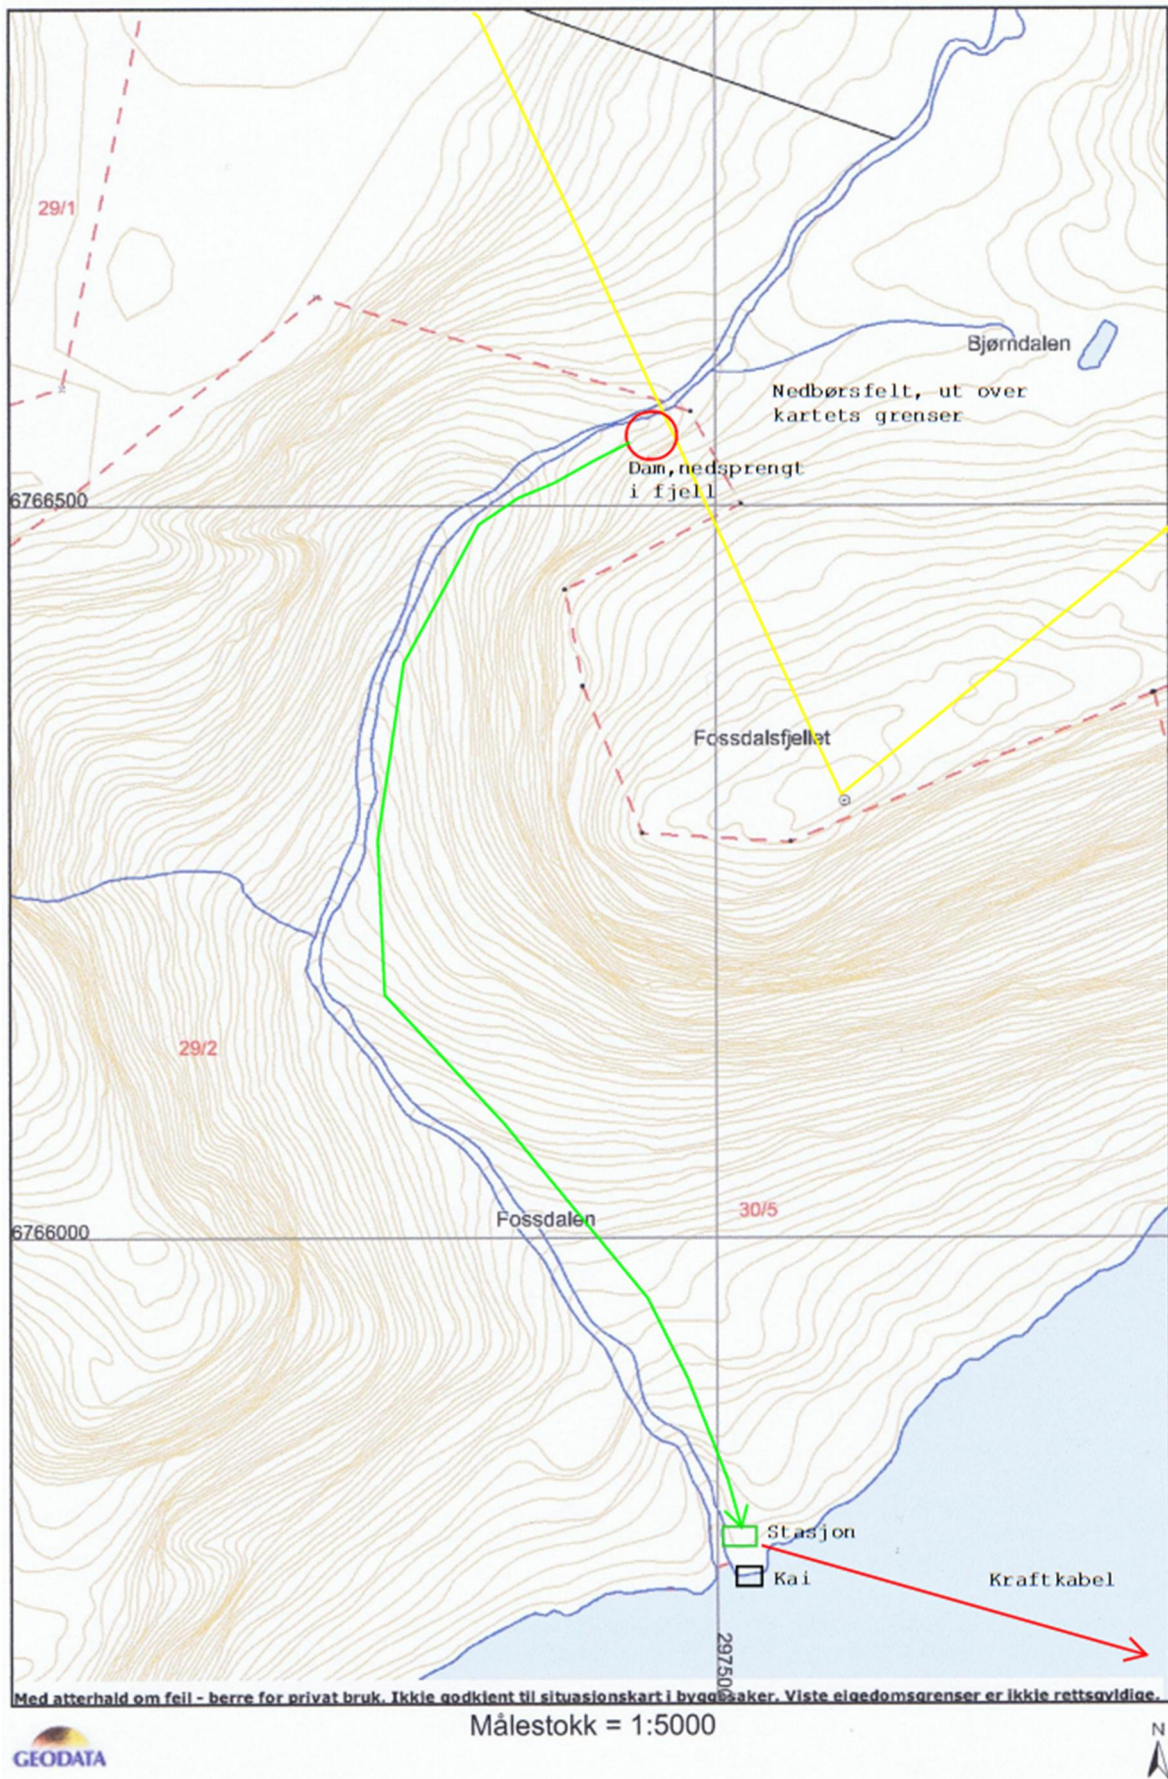 29/1
Bjørndalen
Nedbørsfelt, ut over
kartets grenser
Dam,nedsprengt
i fjell
6766500
Fossdalsfjellet
29/2
30/5
Fossdalen
6766000
Stasjon
Kai
Kraftkabel
297500
Med atterhald om feil - berre for privat bruk. Ikkje godkjent til situasjonskart i byggesaker. Viste eigedomsgrenser er ikkje rettsgyldige.
Målestokk = 1:5000
N
GEODATA